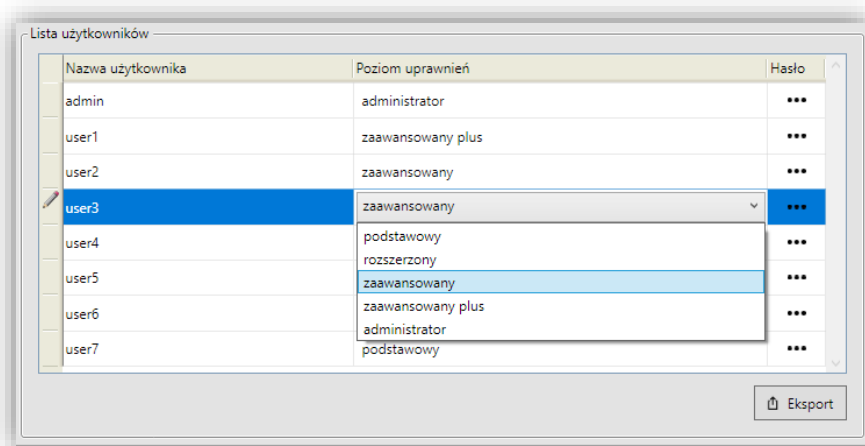 Lista użytkowników
Nazwa użytkownika Poziom uprawnień Hasło
admin administrator •••
user1 zaawansowany plus •••
user2 zaawansowany •••
user3 zaawansowany •••
user4 podstawowy •••
rozszerzony
user5 zaawansowany •••
user6 zaawansowany plus •••
administrator
user7 podstawowy •••
Eksport